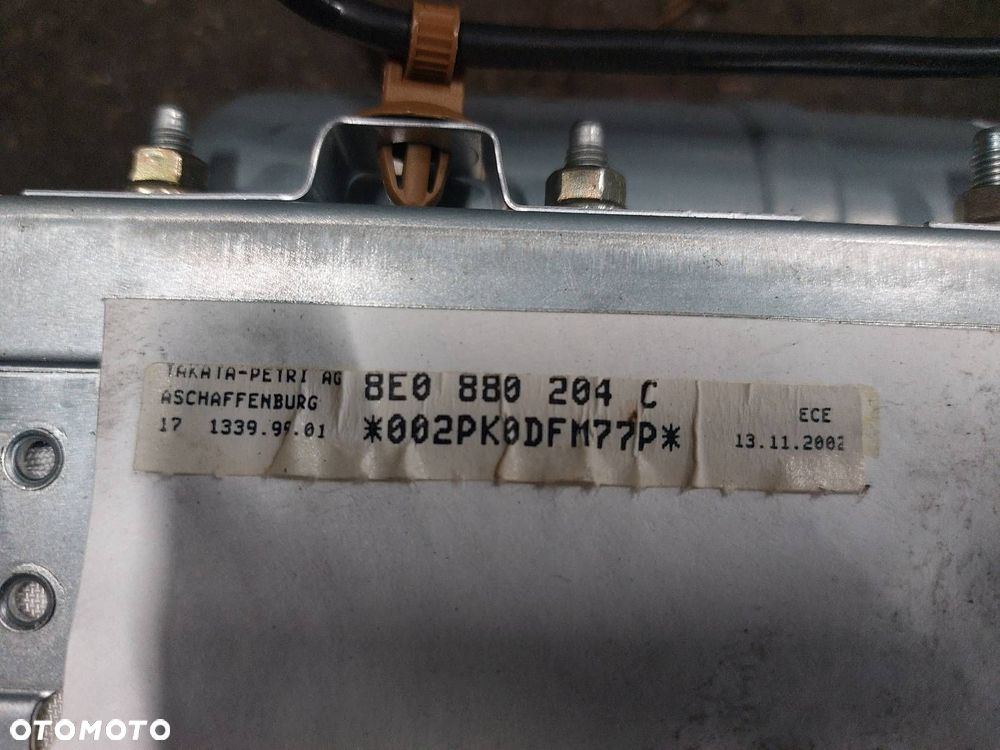 TAKATA-PETRI AG
ASCHAFFENBURG
17 1339.99.01
8E0 880 204 C
*002PK0DFM77P*
ECE
13.11.2002
OTOMOTO